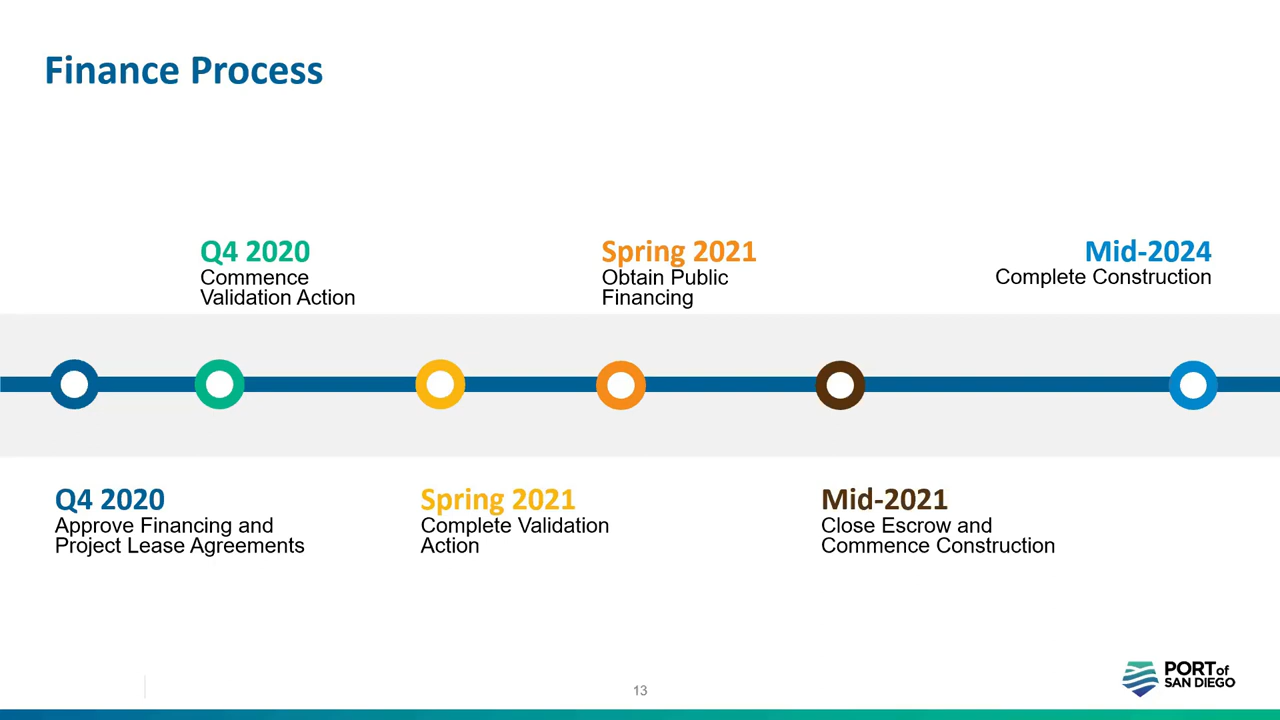 Finance Process
Q4 2020
Commence
Validation Action
Spring 2021
Obtain Public
Financing
Mid-2024
Complete Construction
Q4 2020
Approve Financing and
Project Lease Agreements
Spring 2021
Complete Validation
Action
Mid-2021
Close Escrow and
Commence Construction
13
PORT of
SAN DIEGO